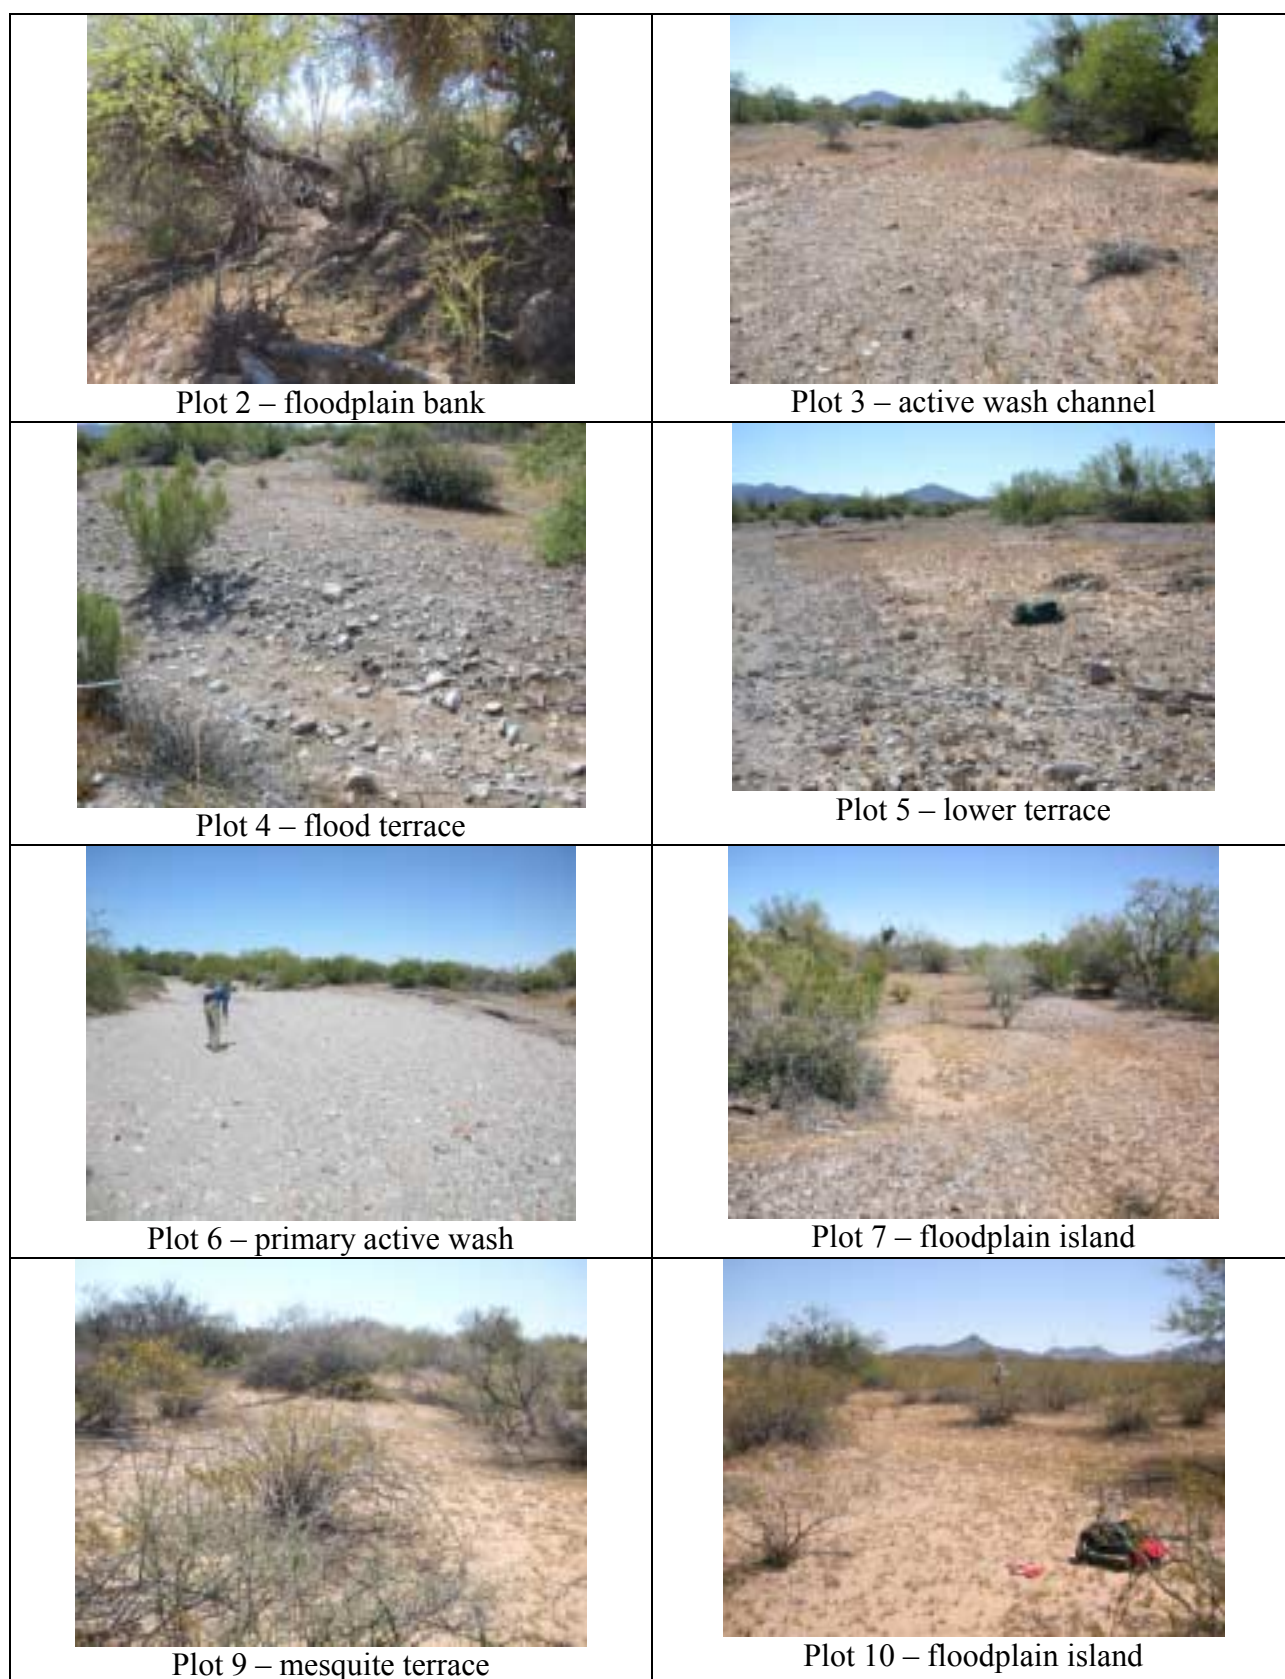 Plot 2 – floodplain bank
Plot 3 – active wash channel
Plot 4 – flood terrace
Plot 5 – lower terrace
Plot 6 – primary active wash
Plot 7 – floodplain island
Plot 9 – mesquite terrace
Plot 10 – floodplain island